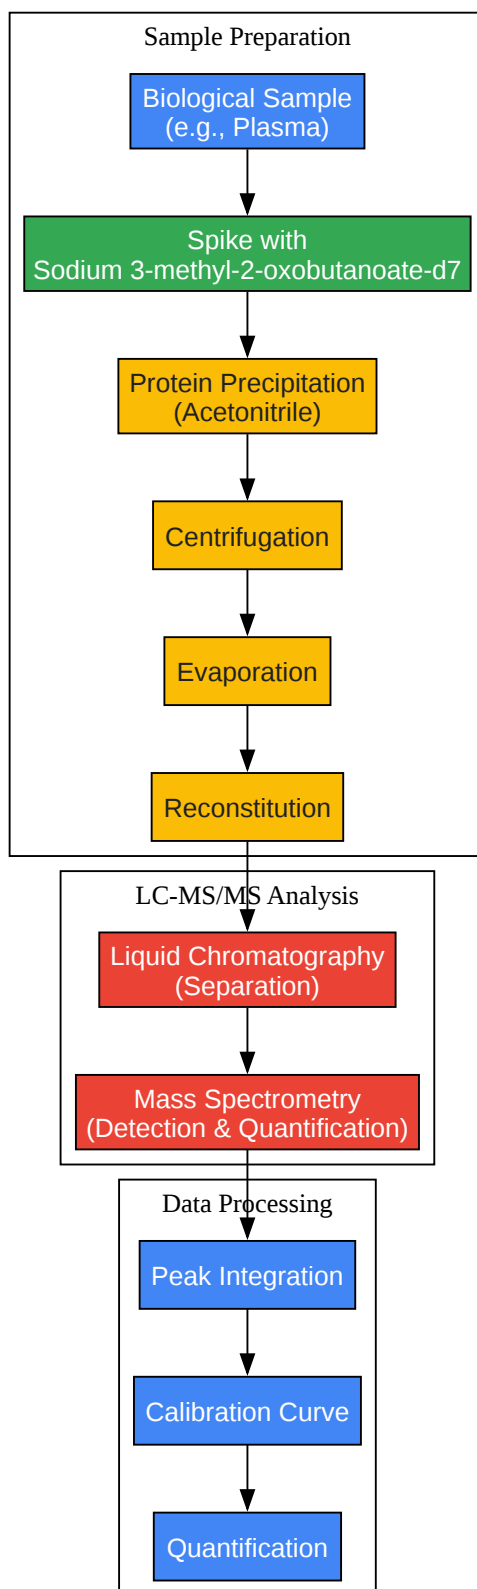 Sample Preparation
Biological Sample
(e.g., Plasma)
Spike with
Sodium 3-methyl-2-oxobutanoate-d7
Protein Precipitation
(Acetonitrile)
Centrifugation
Evaporation
Reconstitution
LC-MS/MS Analysis
Liquid Chromatography
(Separation)
Mass Spectrometry
(Detection & Quantification)
Data Processing
Peak Integration
Calibration Curve
Quantification